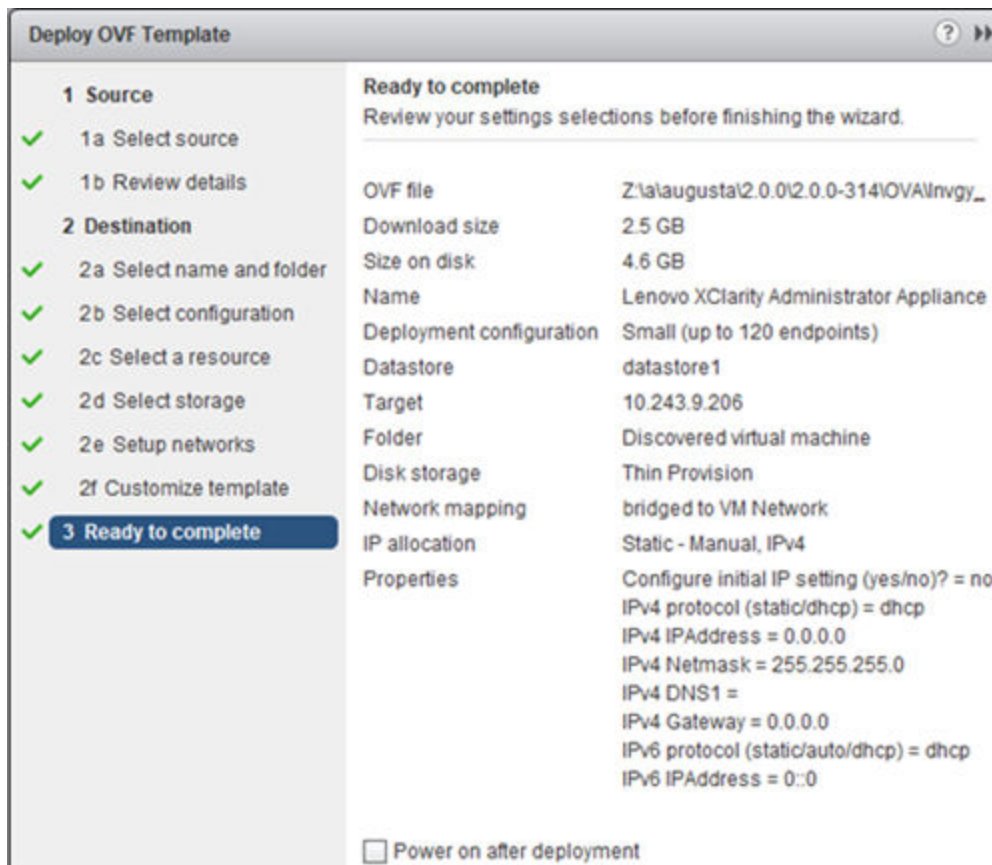 Deploy OVF Template
1 Source
1a Select source
1b Review details
2 Destination
2a Select name and folder
2b Select configuration
2c Select a resource
2d Select storage
2e Setup networks
2f Customize template
3 Ready to complete
Ready to complete
Review your settings selections before finishing the wizard.
OVF file Z:\a\augusta\2.0.0\2.0.0-314\OVA\lnvgy_
Download size 2.5 GB
Size on disk 4.6 GB
Name Lenovo XClarity Administrator Appliance
Deployment configuration Small (up to 120 endpoints)
Datastore datastore1
Target 10.243.9.206
Folder Discovered virtual machine
Disk storage Thin Provision
Network mapping bridged to VM Network
IP allocation Static - Manual, IPv4
Properties Configure initial IP setting (yes/no)? = no
IPv4 protocol (static/dhcp) = dhcp
IPv4 IPAddress = 0.0.0.0
IPv4 Netmask = 255.255.255.0
IPv4 DNS1 =
IPv4 Gateway = 0.0.0.0
IPv6 protocol (static/auto/dhcp) = dhcp
IPv6 IPAddress = 0::0
Power on after deployment